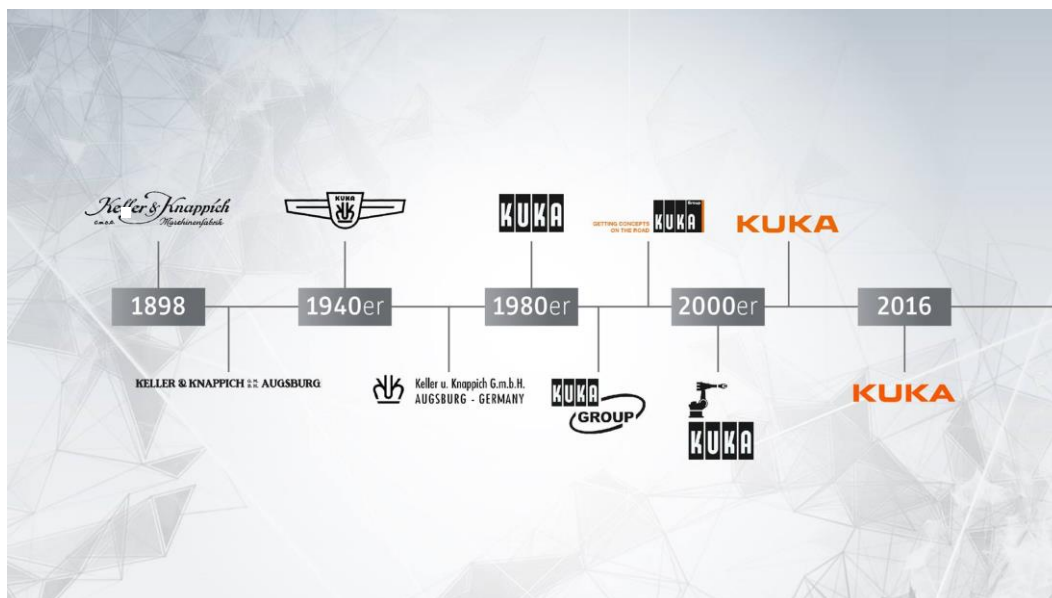 Keller & Knappich
G.m.b.H. Maschinenfabrik
KUKA
KUKA
GETTING CONCEPTS
ON THE ROAD
Group
KUKA
KUKA
1898
1940er
1980er
2000er
2016
KELLER & KNAPPICH G.M.B.H. AUGSBURG
Keller u. Knappich G.m.b.H.
AUGSBURG - GERMANY
KUKA
GROUP
KUKA
KUKA